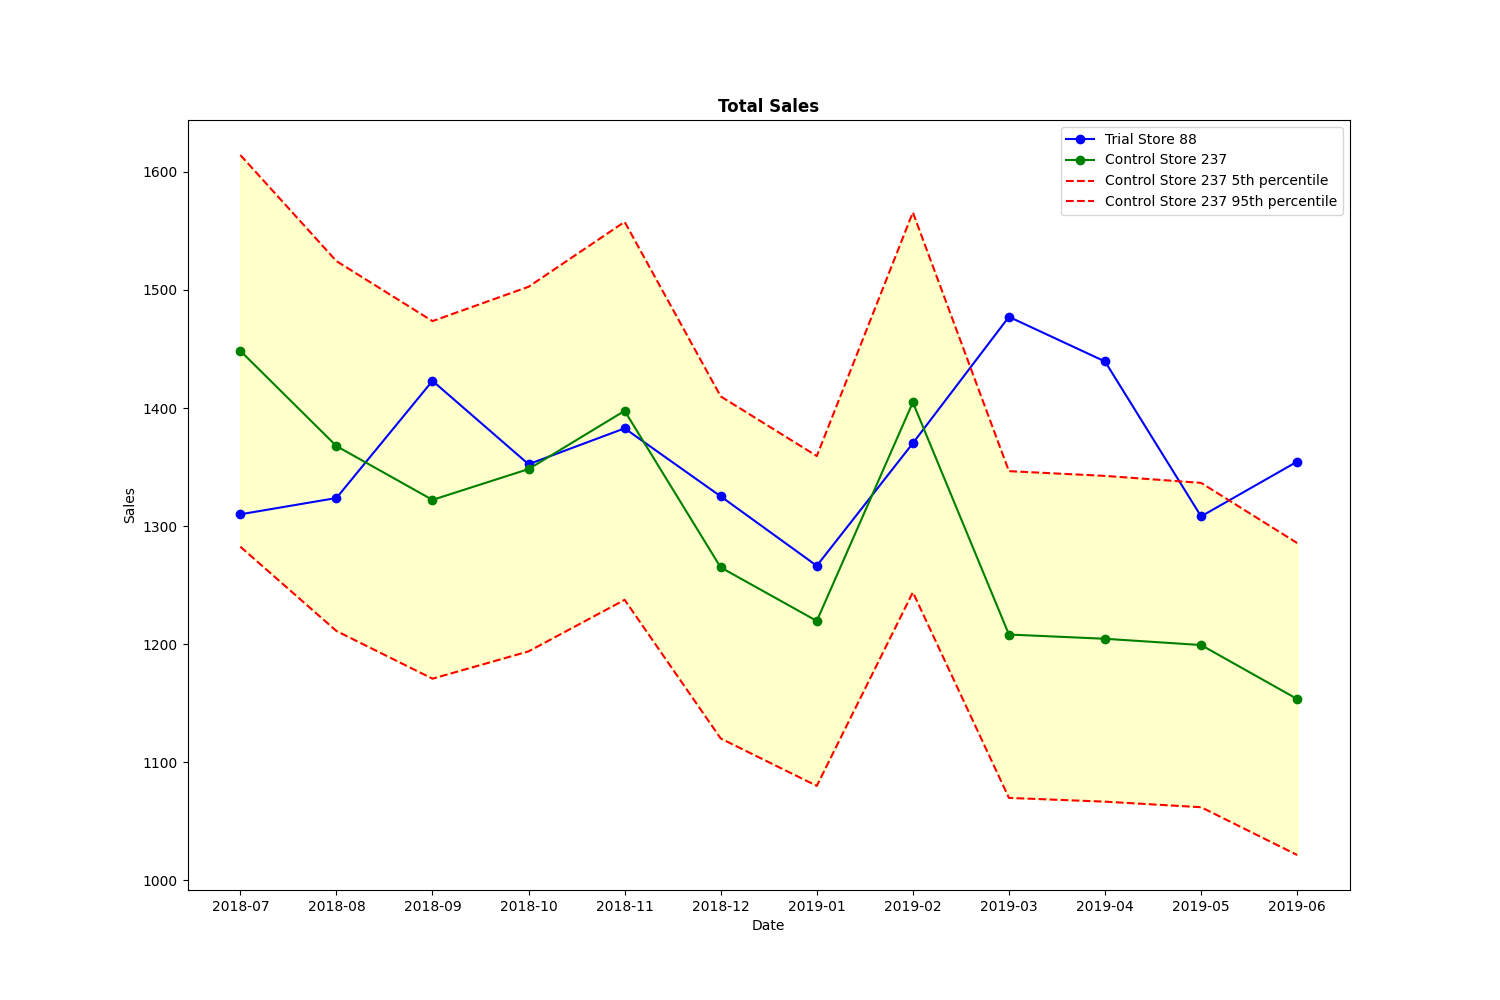 Total Sales
Trial Store 88
Control Store 237
Control Store 237 5th percentile
Control Store 237 95th percentile
Sales
1600
1500
1400
1300
1200
1100
1000
2018-07 2018-08 2018-09 2018-10 2018-11 2018-12 2019-01 2019-02 2019-03 2019-04 2019-05 2019-06
Date